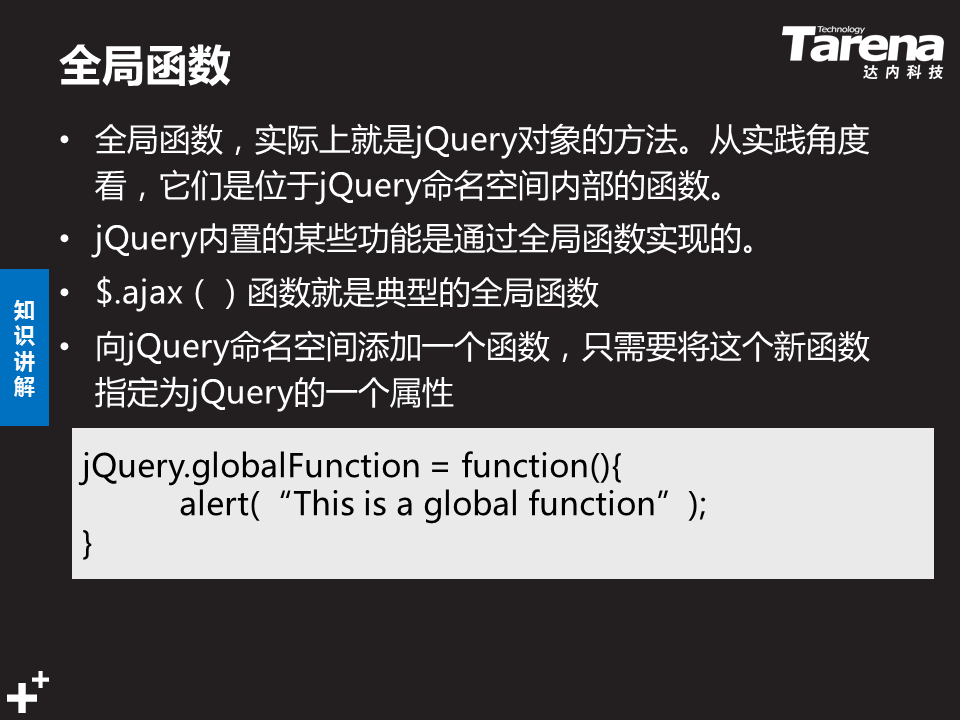 全局函数
Technology
Tarena
达内科技
• 全局函数，实际上就是jQuery对象的方法。从实践角度
看，它们是位于jQuery命名空间内部的函数。
• jQuery内置的某些功能是通过全局函数实现的。
• $.ajax（）函数就是典型的全局函数
• 向jQuery命名空间添加一个函数，只需要将这个新函数
指定为jQuery的一个属性
知
识
讲
解
jQuery.globalFunction = function(){
alert(“This is a global function”);
}